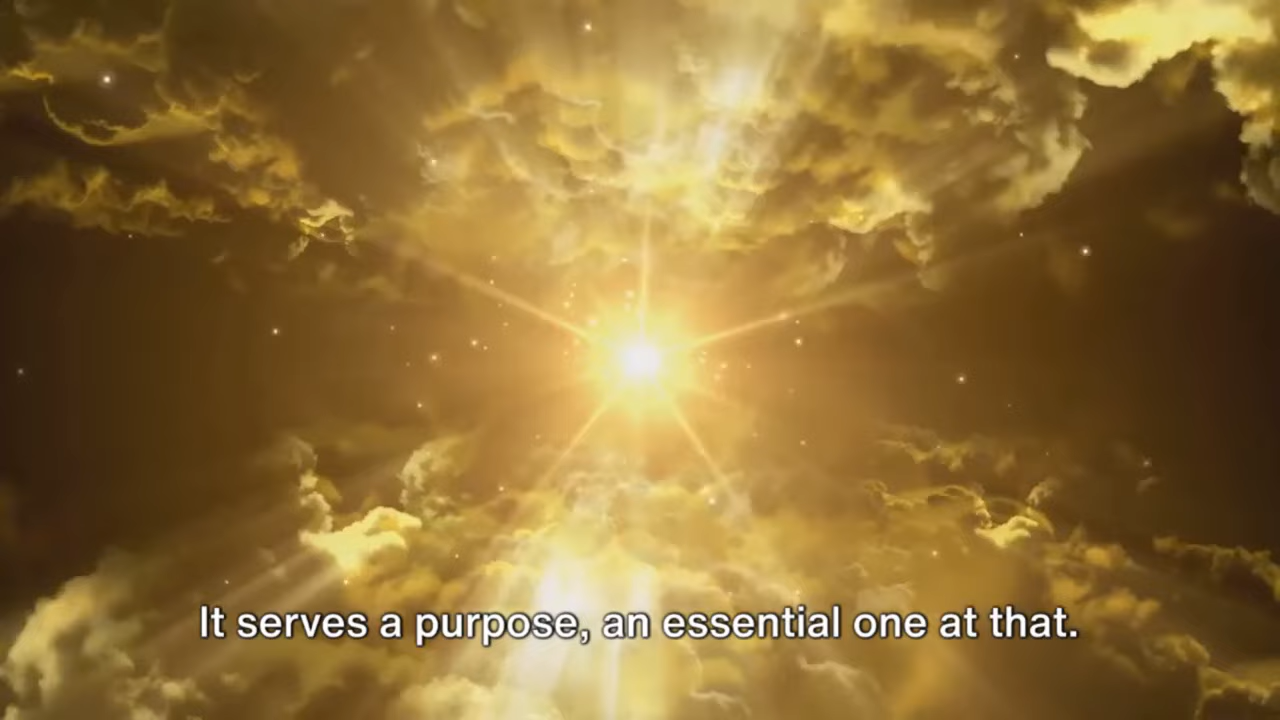 It serves a purpose, an essential one at that.